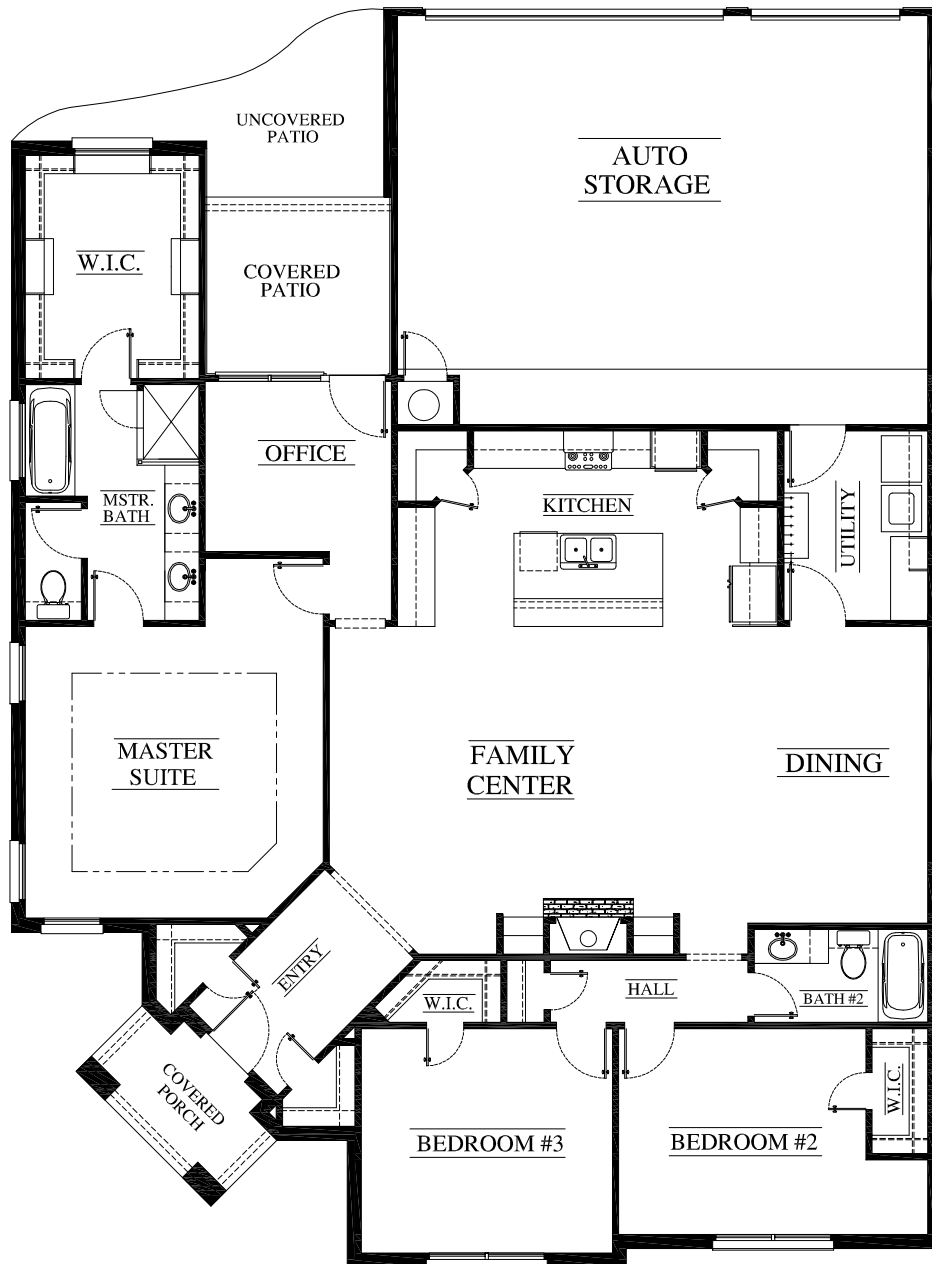 UNCOVERED
PATIO
AUTO
STORAGE
W.I.C.
COVERED
PATIO
OFFICE
MSTR.
BATH
KITCHEN
UTILITY
MASTER
SUITE
FAMILY
CENTER
DINING
ENTRY
W.I.C.
HALL
BATH #2
COVERED
PORCH
BEDROOM #3
BEDROOM #2
W.I.C.